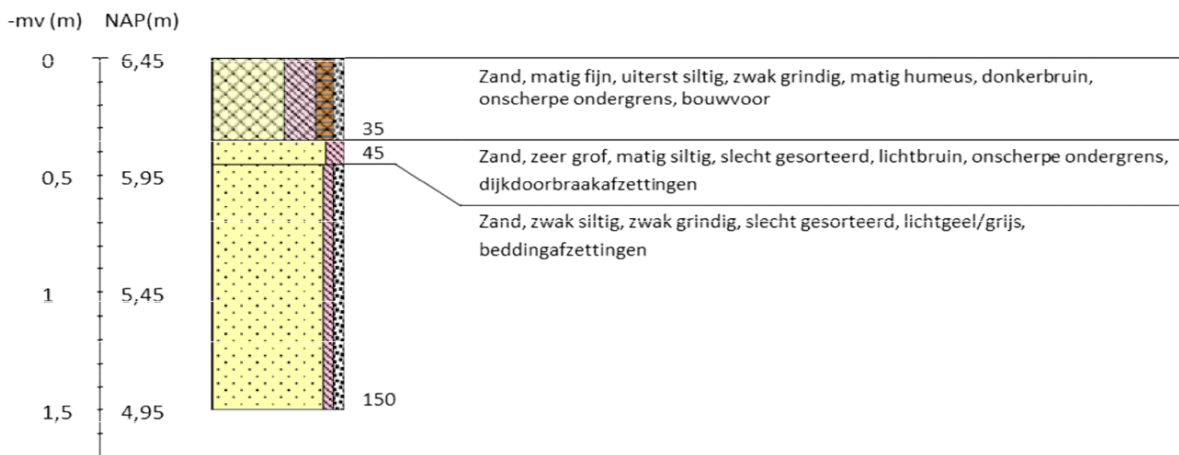 -mv (m) NAP(m)
0 6,45
Zand, matig fijn, uiterst siltig, zwak grindig, matig humeus, donkerbruin,
onscherpe ondergrens, bouwvoor
35
45
Zand, zeer grof, matig siltig, slecht gesorteerd, lichtbruin, onscherpe ondergrens,
0,5 5,95
dijkdoorbraakafzettingen
Zand, zwak siltig, zwak grindig, slecht gesorteerd, lichtgeel/grijs,
beddingafzettingen
1 5,45
150
1,5 4,95